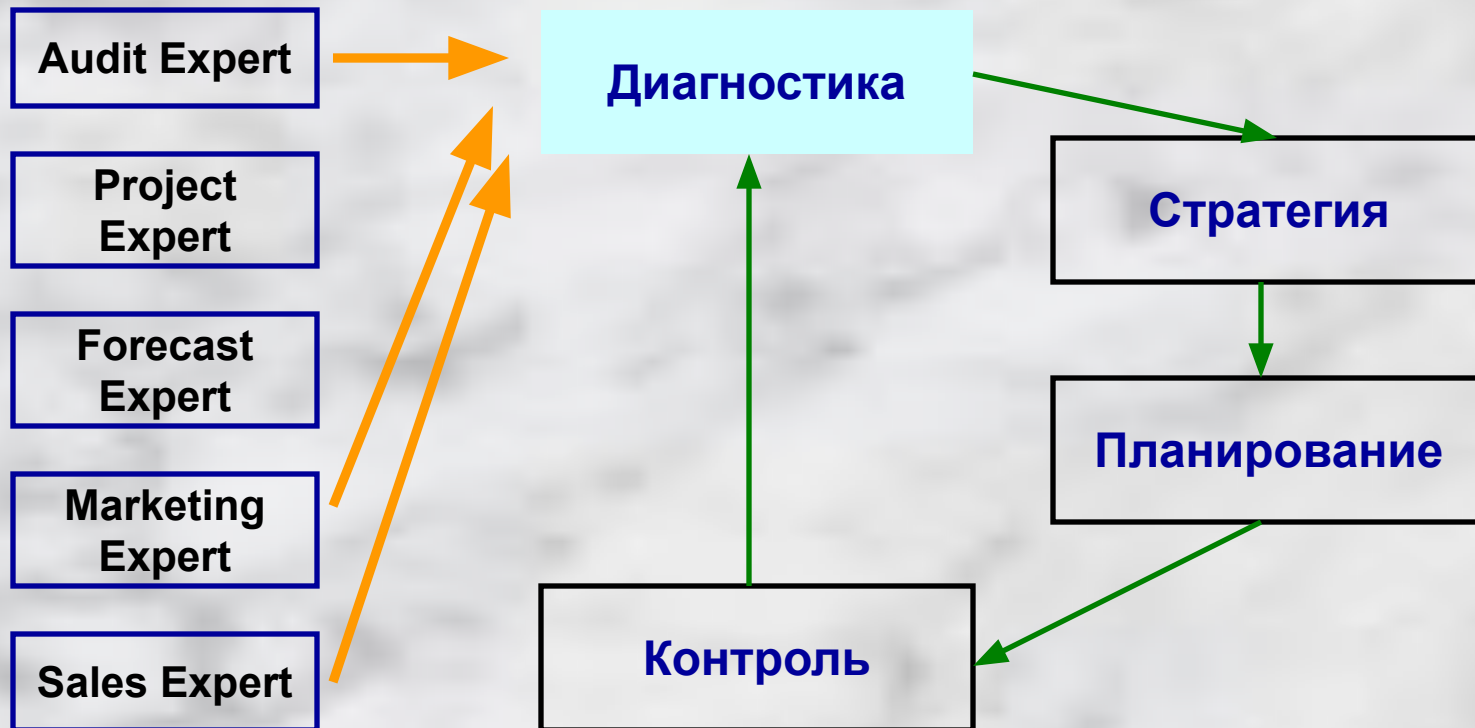 Audit Expert
Project
Expert
Forecast
Expert
Marketing
Expert
Sales Expert
Диагностика
Стратегия
Планирование
Контроль